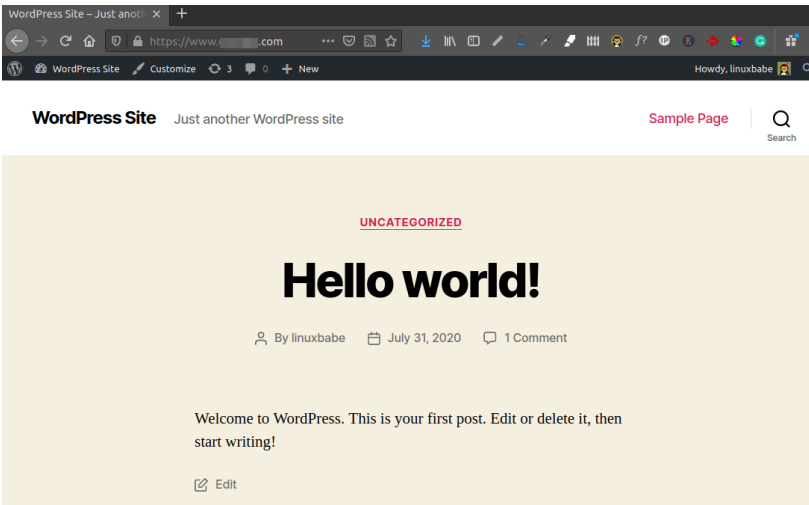 WordPress Site – Just anoth
https://www. .com
WordPress Site Customize 3 0 New
Howdy, linuxbabe
WordPress Site Just another WordPress site
Sample Page
Search
UNCATEGORIZED
Hello world!
By linuxbabe July 31, 2020 1 Comment
Welcome to WordPress. This is your first post. Edit or delete it, then
start writing!
Edit